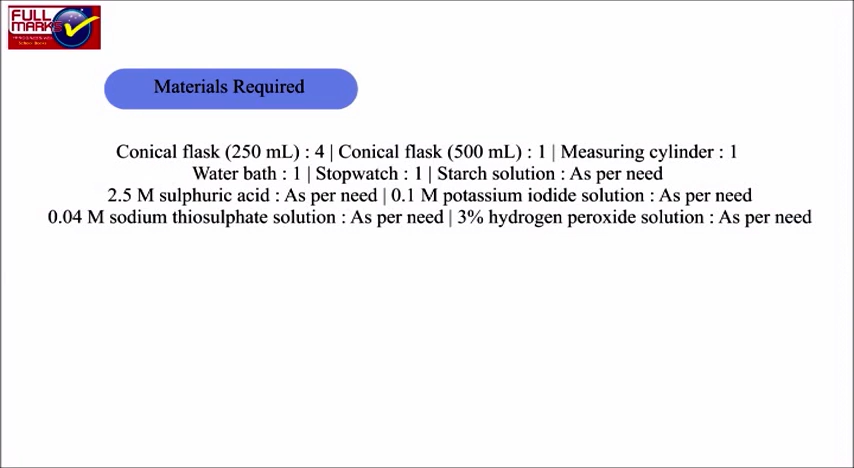 FULL
MARKS
School Books
Materials Required
Conical flask (250 mL) : 4 | Conical flask (500 mL) : 1 | Measuring cylinder : 1
Water bath : 1 | Stopwatch : 1 | Starch solution : As per need
2.5 M sulphuric acid : As per need | 0.1 M potassium iodide solution : As per need
0.04 M sodium thiosulphate solution : As per need | 3% hydrogen peroxide solution : As per need